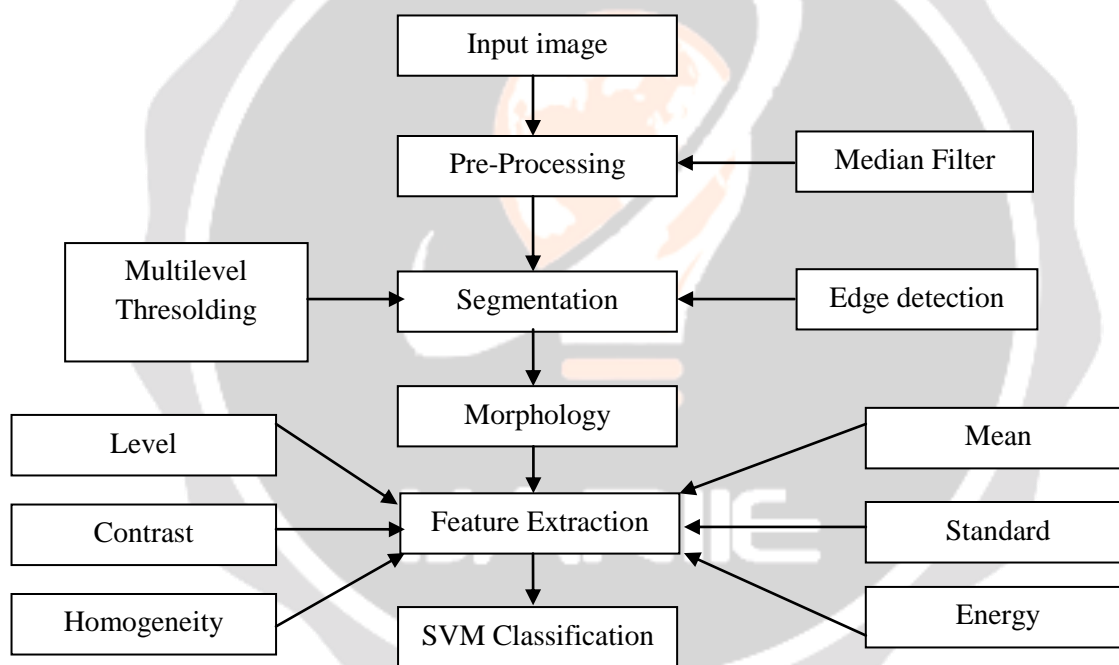 Input image
Pre-Processing
Median Filter
Multilevel
Thresolding
Segmentation
Edge detection
Morphology
Level
Mean
Feature Extraction
Contrast
Standard
Homogeneity
SVM Classification
Energy